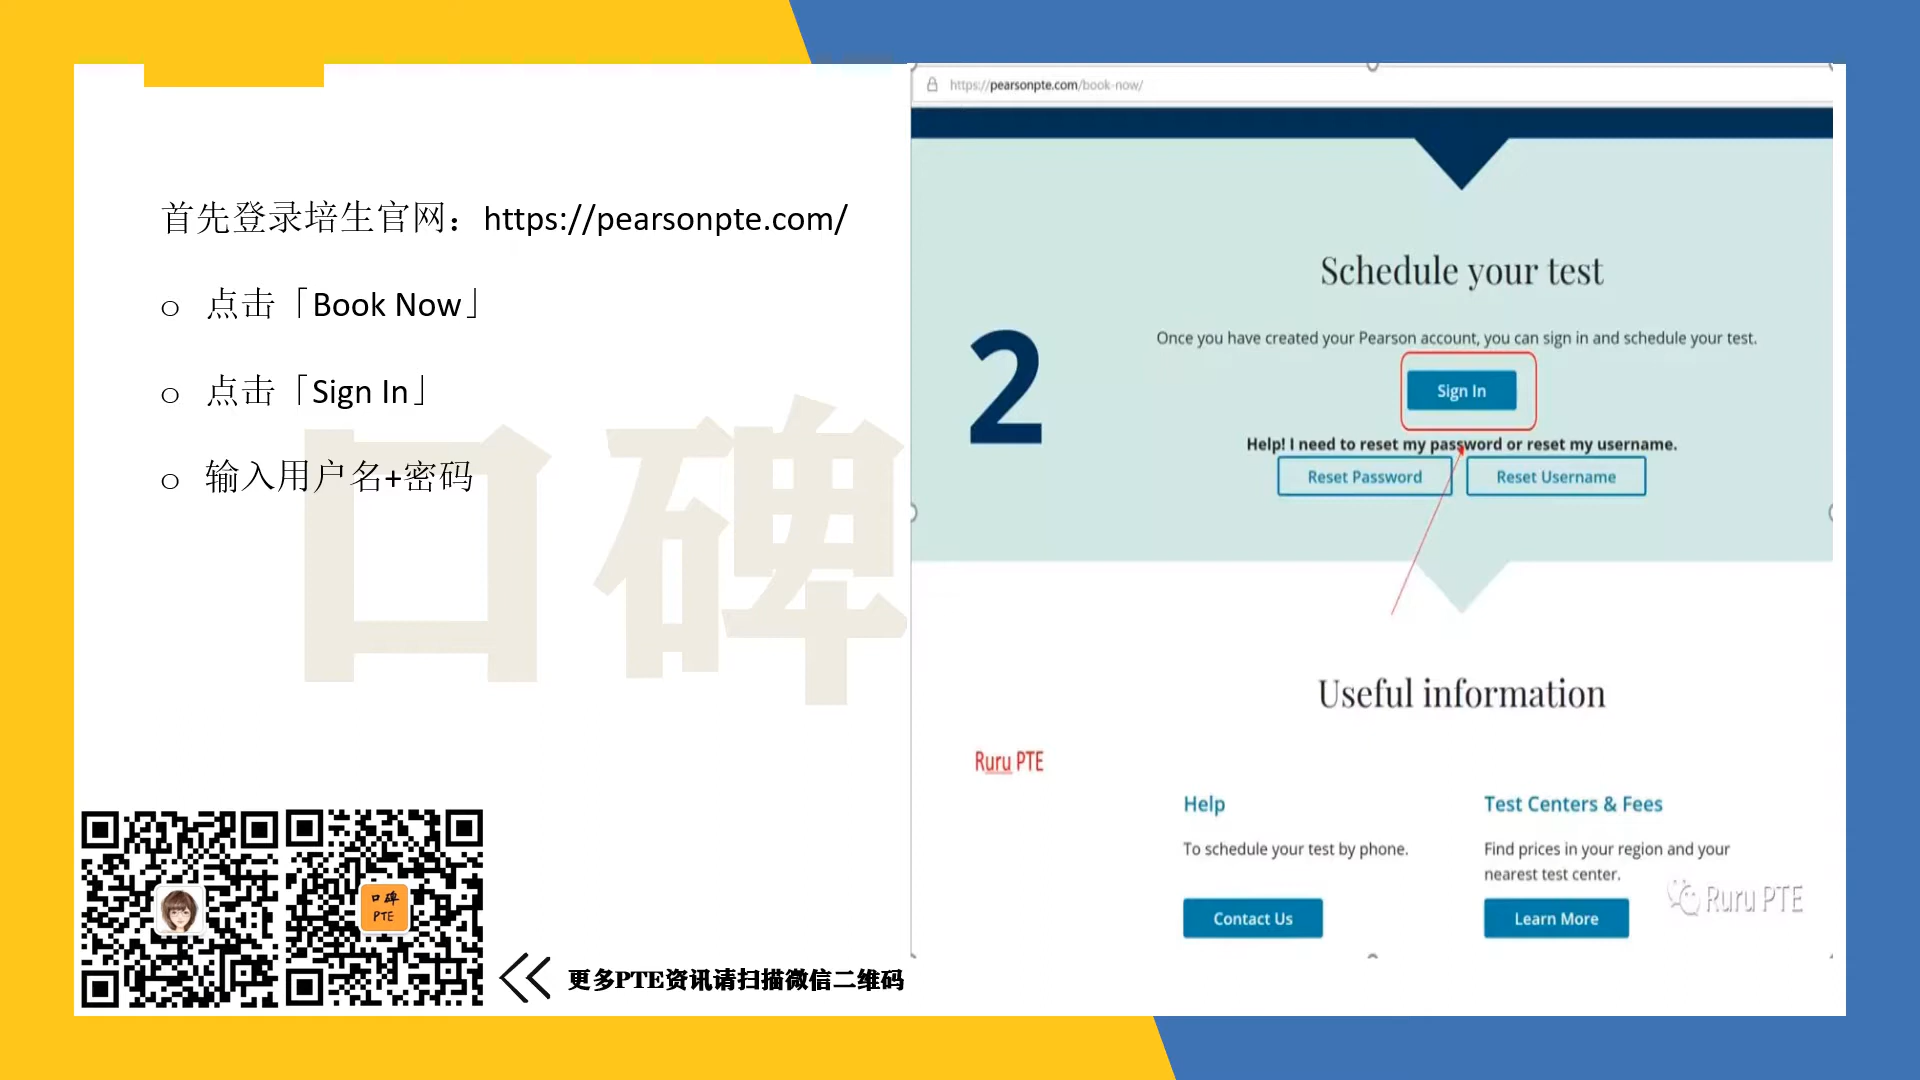 首先登录培生官网：https://pearsonpte.com/
o 点击「Book Now」
o 点击「Sign In」
o 输入用户名+密码
口碑
口碑
PTE
更多PTE资讯请扫描微信二维码
https://pearsonpte.com/book-now/
Schedule your test
2
Once you have created your Pearson account, you can sign in and schedule your test.
Sign In
Help! I need to reset my password or reset my username.
Reset Password
Reset Username
Useful information
Ruru PTE
Help
Test Centers & Fees
To schedule your test by phone.
Find prices in your region and your
nearest test center.
Ruru PTE
Contact Us
Learn More